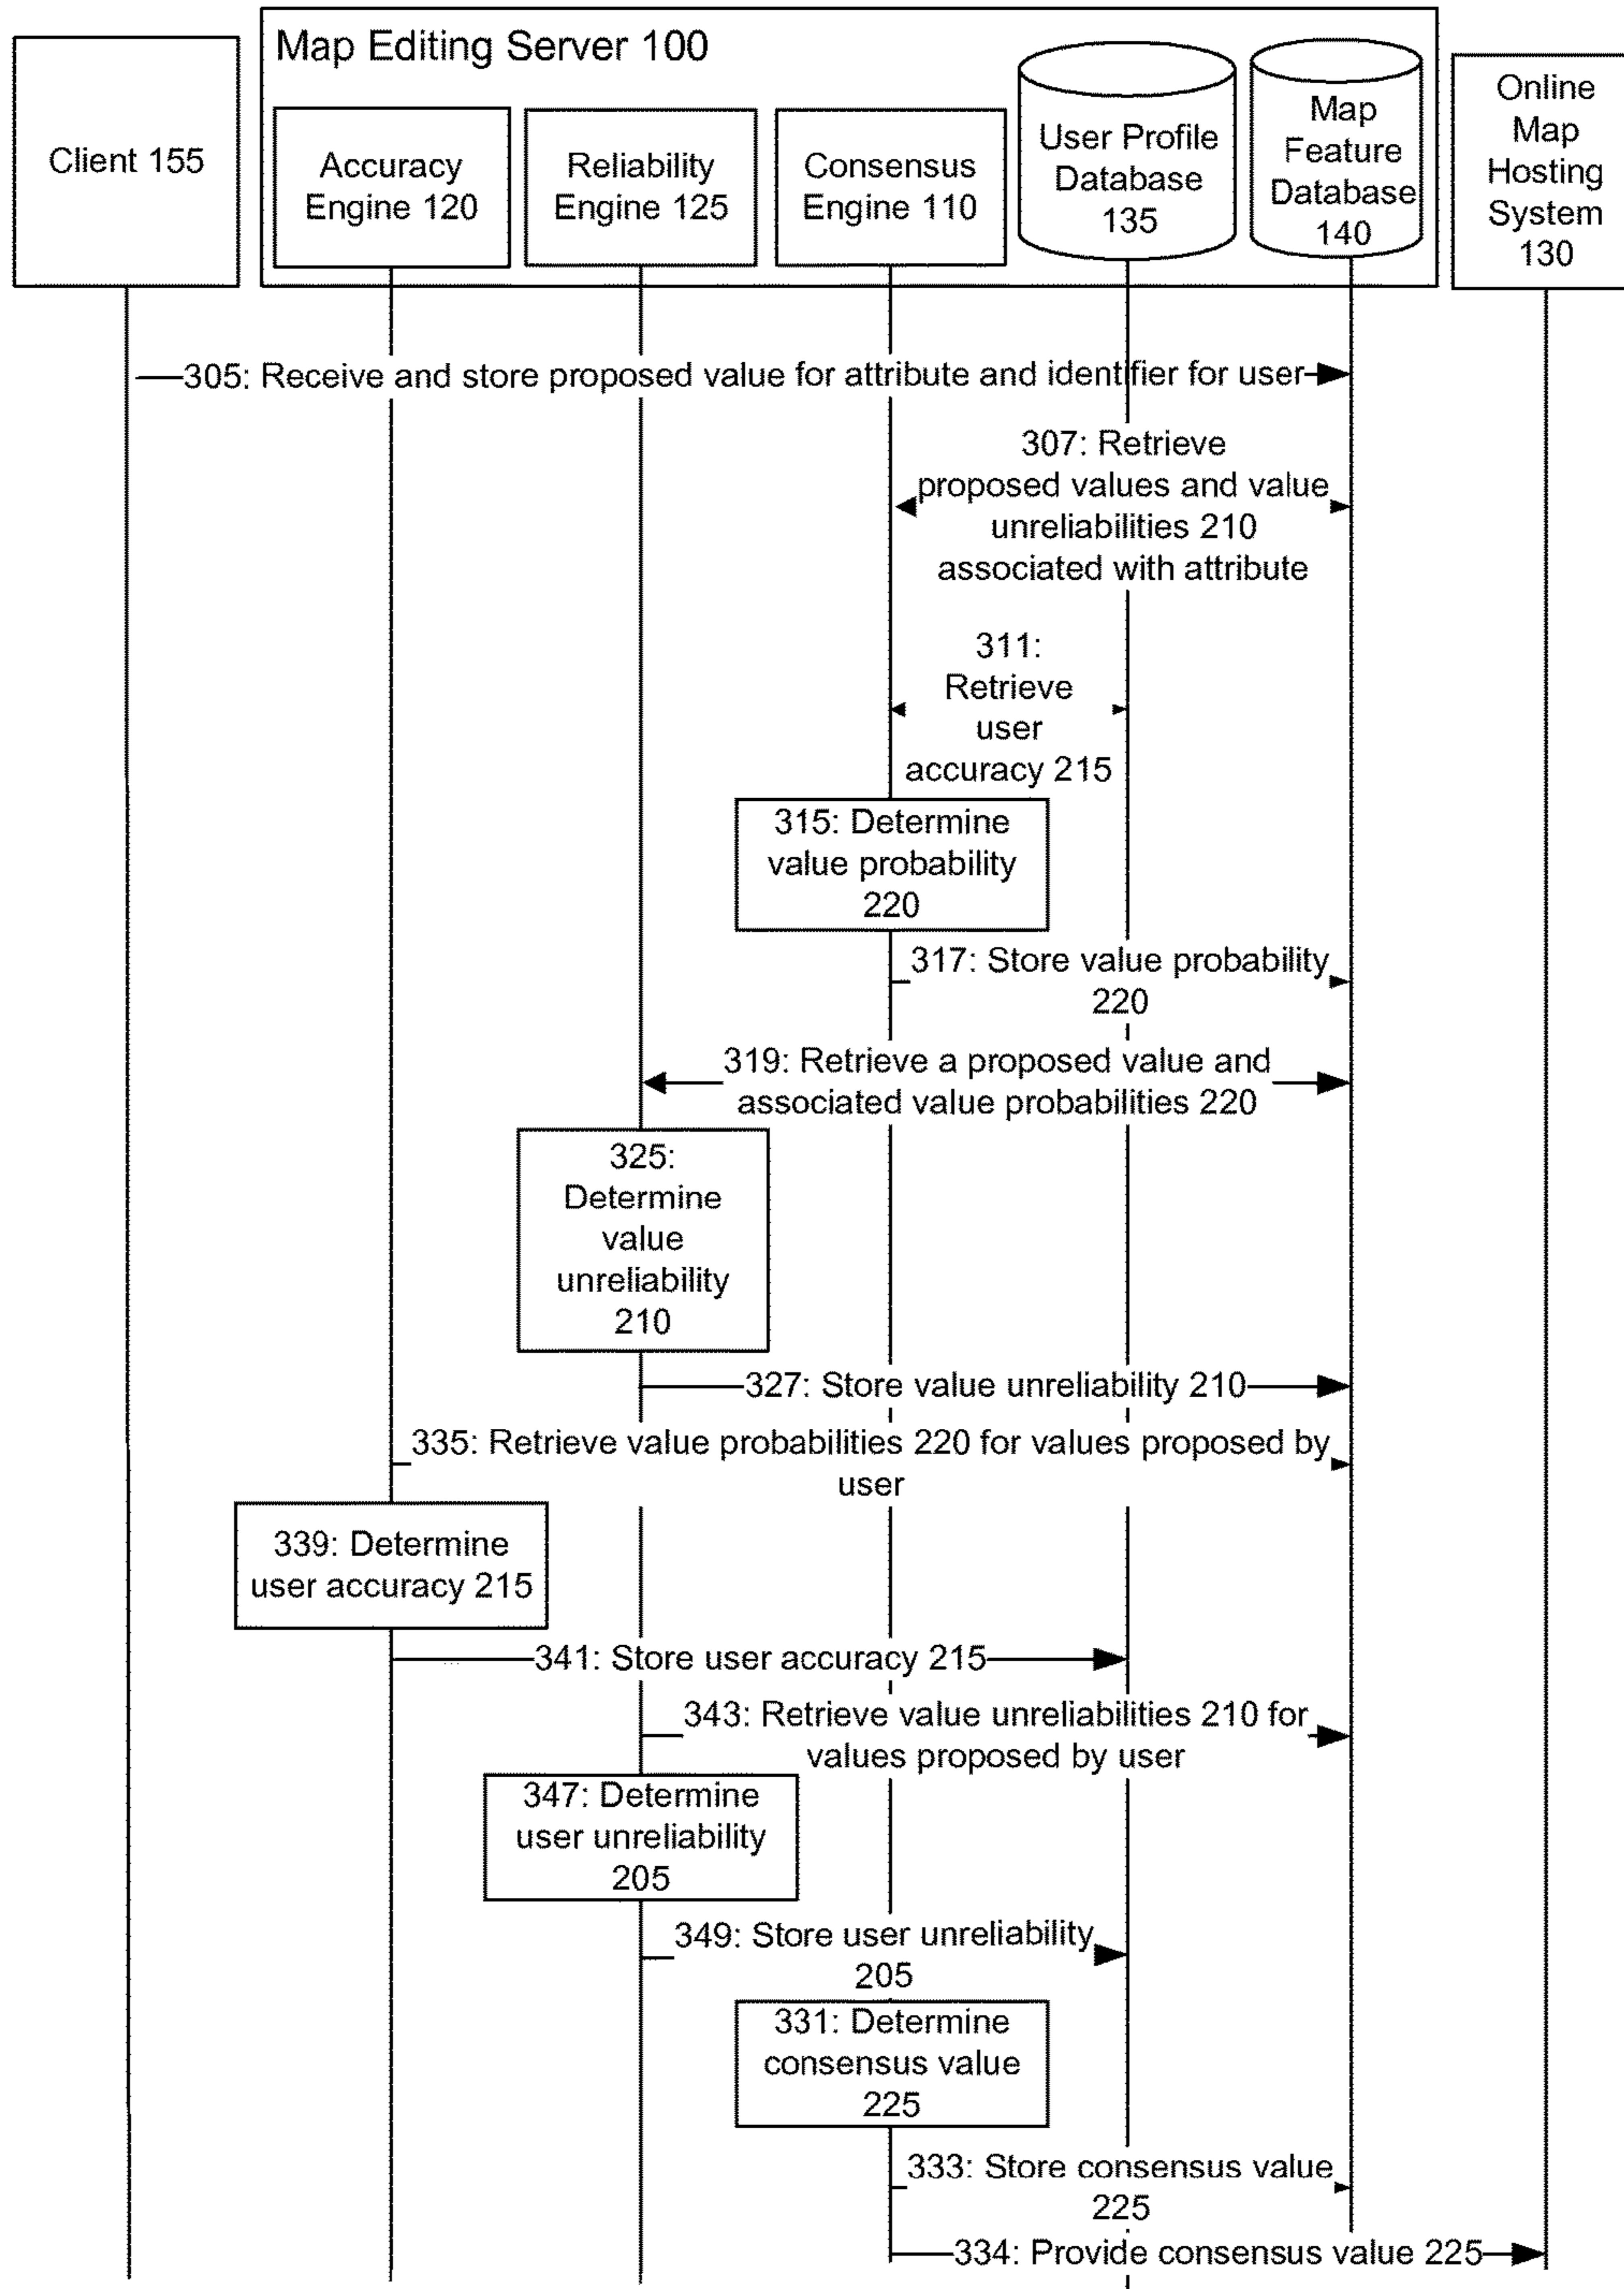 Map Editing Server 100
Client 155
Accuracy
Engine 120
Reliability
Engine 125
Consensus
Engine 110
User Profile
Database
135
Map
Feature
Database
140
Online
Map
Hosting
System
130
305: Receive and store proposed value for attribute and identifier for user
307: Retrieve
proposed values and value
unreliabilities 210
associated with attribute
311:
Retrieve
user
accuracy 215
315: Determine
value probability
220
317: Store value probability
220
319: Retrieve a proposed value and
associated value probabilities 220
325:
Determine
value
unreliability
210
327: Store value unreliability 210
335: Retrieve value probabilities 220 for values proposed by
user
339: Determine
user accuracy 215
341: Store user accuracy 215
343: Retrieve value unreliabilities 210 for
values proposed by user
347: Determine
user unreliability
205
349: Store user unreliability
205
331: Determine
consensus value
225
333: Store consensus value
225
334: Provide consensus value 225